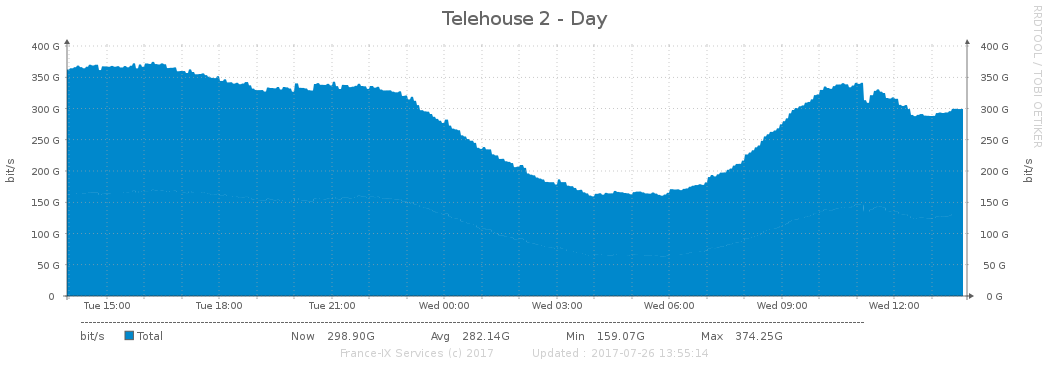 Telehouse 2 - Day
RRDTOOL / TOBI OETIKER
400 G 400 G
350 G 350 G
300 G 300 G
250 G 250 G
200 G 200 G
150 G 150 G
100 G 100 G
50 G 50 G
0 0 G
bit/s bit/s
Tue 15:00 Tue 18:00 Tue 21:00 Wed 00:00 Wed 03:00 Wed 06:00 Wed 09:00 Wed 12:00
bit/s Total Now 298.90G Avg 282.14G Min 159.07G Max 374.25G
France-IX Services (c) 2017 Updated : 2017-07-26 13:55:14